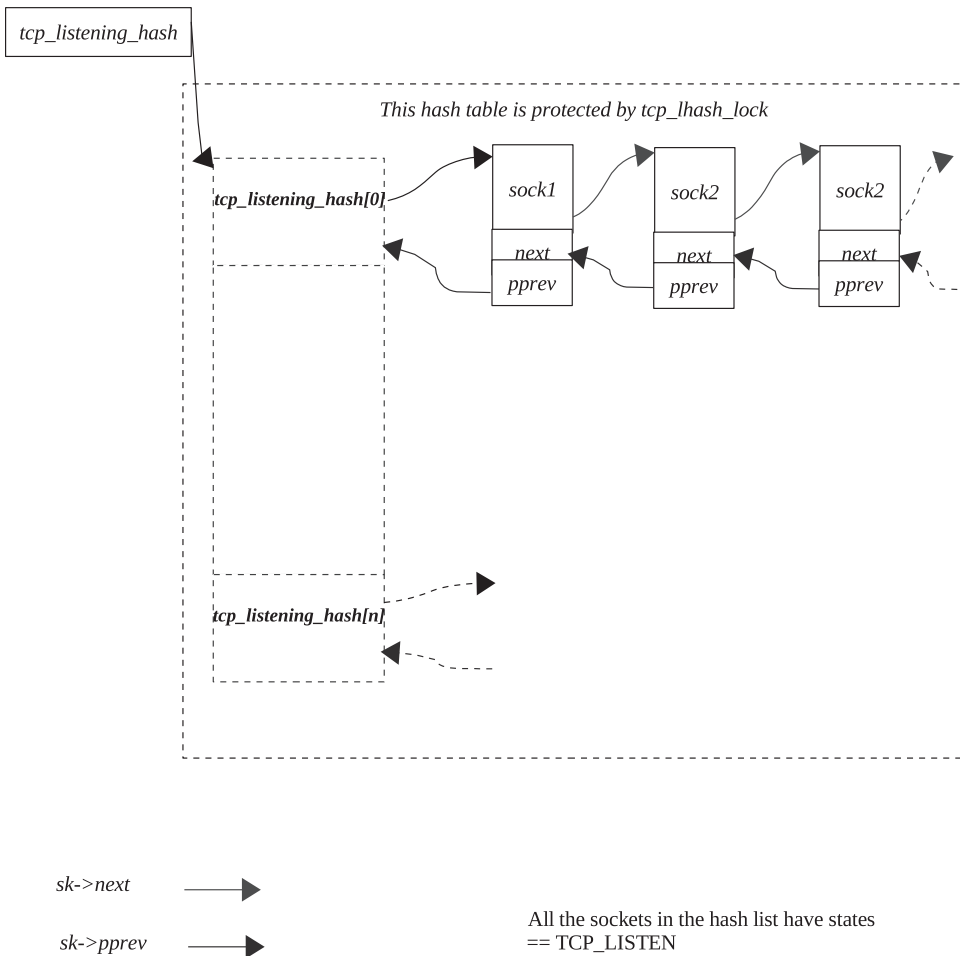 tcp_listening_hash
This hash table is protected by tcp_lhash_lock
tcp_listening_hash[0]
sock1
next
pprev
sock2
next
pprev
sock2
next
pprev
tcp_listening_hash[n]
sk->next
sk->pprev
All the sockets in the hash list have states
== TCP_LISTEN